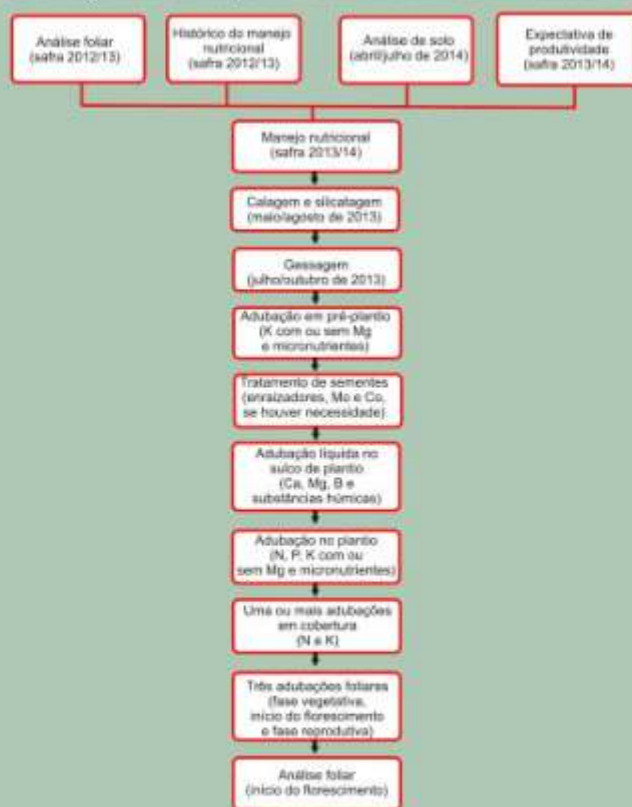 Análise foliar
(safra 2012/13)
Histórico do manejo
nutricional
(safra 2012/13)
Análise de solo
(abril/julho de 2014)
Expectativa de
produtividade
(safra 2013/14)
Manejo nutricional
(safra 2013/14)
Calagem e silicatagem
(maio/agosto de 2013)
Gessagem
(julho/outubro de 2013)
Adubação em pré-plantio
(K com ou sem Mg
e micronutrientes)
Tratamento de sementes
(enraizadores, Mo e Co,
se houver necessidade)
Adubação líquida no
sulco de plantio
(Ca, Mg, B e
substâncias húmicas)
Adubação no plantio
(N, P, K com ou
sem Mg e micronutrientes)
Uma ou mais adubações
em cobertura
(N e K)
Três adubações foliares
(fase vegetativa,
início do florescimento
e fase reprodutiva)
Análise foliar
(início do florescimento)